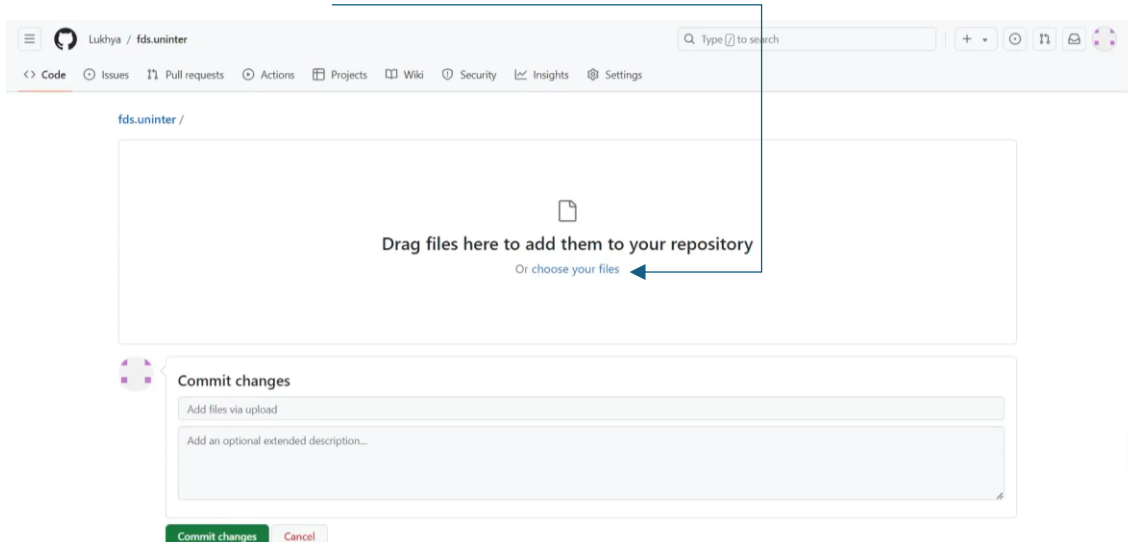 Lukhya / fds.uninter
Type / to search
Code Issues Pull requests Actions Projects Wiki Security Insights Settings
fds.uninter /
Drag files here to add them to your repository
Or choose your files
Commit changes
Add files via upload
Add an optional extended description...
Commit changes Cancel